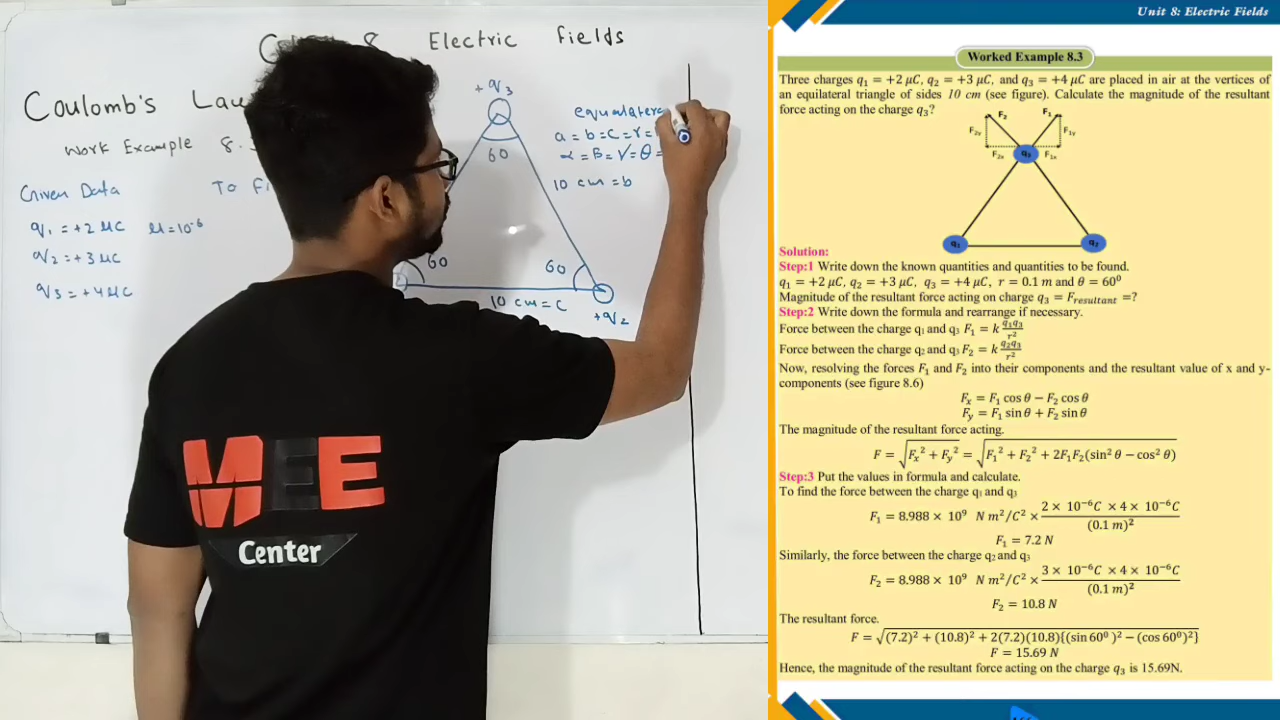 8 Electric fields
Coulomb's
Work Example 8.
Given Data
To
q₁ = +2 μC μ=10⁻⁶
q₂ = +3 μC
q₃ = +4 μC
+q₃
60
a = b = c = r =
α = β = γ = θ =
10 cm = b
60
60
10 cm = c
+q₂
MEE
Center
Unit 8: Electric Fields
Worked Example 8.3
Three charges q₁ = +2 μC, q₂ = +3 μC, and q₃ = +4 μC are placed in air at the vertices of
an equilateral triangle of sides 10 cm (see figure). Calculate the magnitude of the resultant
force acting on the charge q₃?
F₂ F₁
F₂y F₁y
F₂x q₃ F₁x
q₁ q₂
Solution:
Step:1 Write down the known quantities and quantities to be found.
q₁ = +2 μC, q₂ = +3 μC, q₃ = +4 μC, r = 0.1 m and θ = 60⁰
Magnitude of the resultant force acting on charge q₃ = F_resultant =?
Step:2 Write down the formula and rearrange if necessary.
Force between the charge q₁ and q₃ F₁ = k q₁q₃/r²
Force between the charge q₂ and q₃ F₂ = k q₂q₃/r²
Now, resolving the forces F₁ and F₂ into their components and the resultant value of x and y-
components (see figure 8.6)
Fₓ = F₁ cos θ − F₂ cos θ
F_y = F₁ sin θ + F₂ sin θ
The magnitude of the resultant force acting.
F = √(Fₓ² + F_y²) = √(F₁² + F₂² + 2F₁F₂(sin² θ − cos² θ))
Step:3 Put the values in formula and calculate.
To find the force between the charge q₁ and q₃
F₁ = 8.988 × 10⁹ N m²/C² × (2 × 10⁻⁶C × 4 × 10⁻⁶C)/(0.1 m)²
F₁ = 7.2 N
Similarly, the force between the charge q₂ and q₃
F₂ = 8.988 × 10⁹ N m²/C² × (3 × 10⁻⁶C × 4 × 10⁻⁶C)/(0.1 m)²
F₂ = 10.8 N
The resultant force.
F = √((7.2)² + (10.8)² + 2(7.2)(10.8){(sin 60⁰ )² − (cos 60⁰)²}
F = 15.69 N
Hence, the magnitude of the resultant force acting on the charge q₃ is 15.69N.